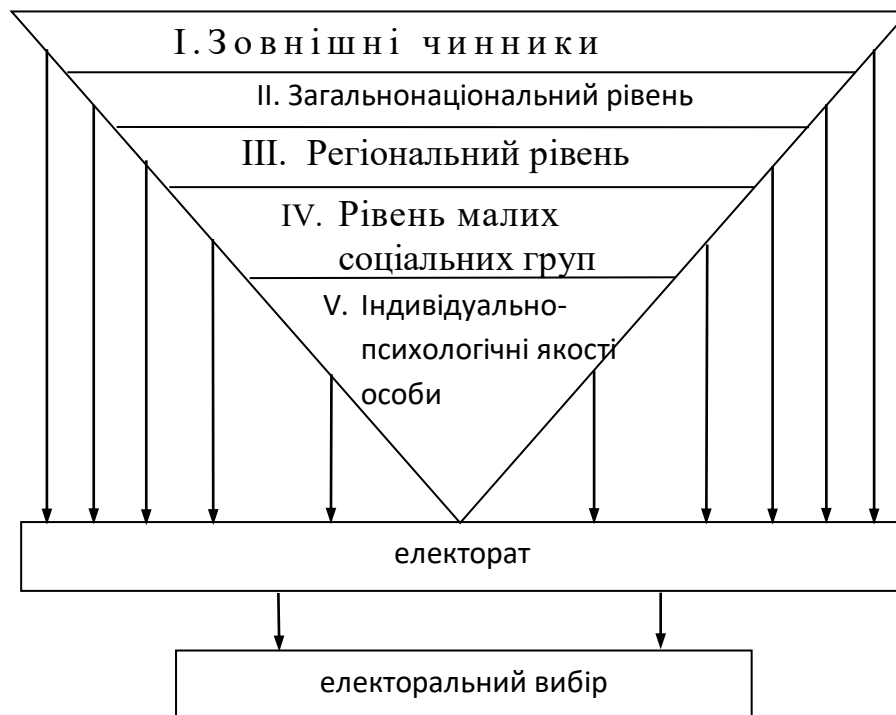 І. Зовнішні чинники
ІІ. Загальнонаціональний рівень
ІІІ. Регіональний рівень
IV. Рівень малих
соціальних груп
V. Індивідуально-
психологічні якості
особи
електорат
електоральний вибір